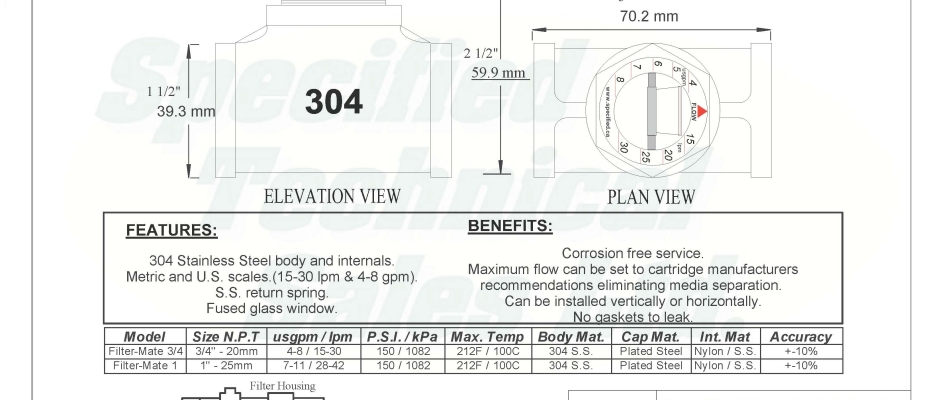 70.2 mm
2 1/2"
59.9 mm
1 1/2"
39.3 mm
304
6
7
5
usgpm
4
8
FLOW
www.specified.ca
15
lpm
20
25
30
ELEVATION VIEW
PLAN VIEW
Specified
Technical
Sales Ltd.
FEATURES:
304 Stainless Steel body and internals.
Metric and U.S. scales.(15-30 lpm & 4-8 gpm).
S.S. return spring.
Fused glass window.
BENEFITS:
Corrosion free service.
Maximum flow can be set to cartridge manufacturers
recommendations eliminating media separation.
Can be installed vertically or horizontally.
No gaskets to leak.
Model Size N.P.T usgpm / lpm P.S.I. / kPa Max. Temp Body Mat. Cap Mat. Int. Mat Accuracy
Filter-Mate 3/4 3/4" - 20mm 4-8 / 15-30 150 / 1082 212F / 100C 304 S.S. Plated Steel Nylon / S.S. +-10%
Filter-Mate 1 1" - 25mm 7-11 / 28-42 150 / 1082 212F / 100C 304 S.S. Plated Steel Nylon / S.S. +-10%
Filter Housing